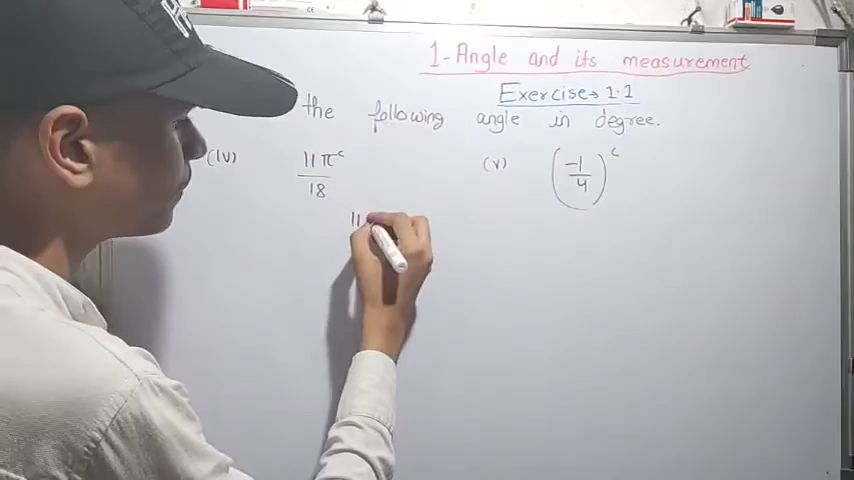 1-Angle and its measurement
Exercise→ 1.1
the following angle in degree.
(iv) 11π^c/18 (v) (-1/4)^c
11